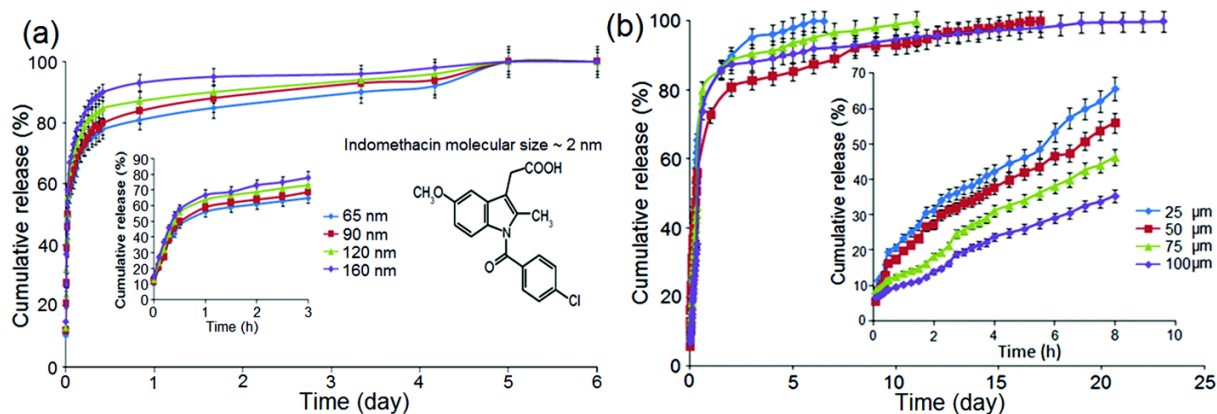 (a)
Cumulative release (%)
100
80
60
40
20
0
0 1 2 3 4 5 6
Time (day)
Cumulative release (%)
90
80
70
60
50
40
30
20
10
0
0 1 2 3
Time (h)
65 nm
90 nm
120 nm
160 nm
Indomethacin molecular size ~ 2 nm
COOH
H₃CO
CH₃
N
O
Cl
(b)
Cumulative release (%)
100
80
60
40
20
0
0 5 10 15 20 25
Time (day)
Cumulative release (%)
70
60
50
40
30
20
10
0
0 2 4 6 8 10
Time (h)
25 μm
50 μm
75 μm
100μm